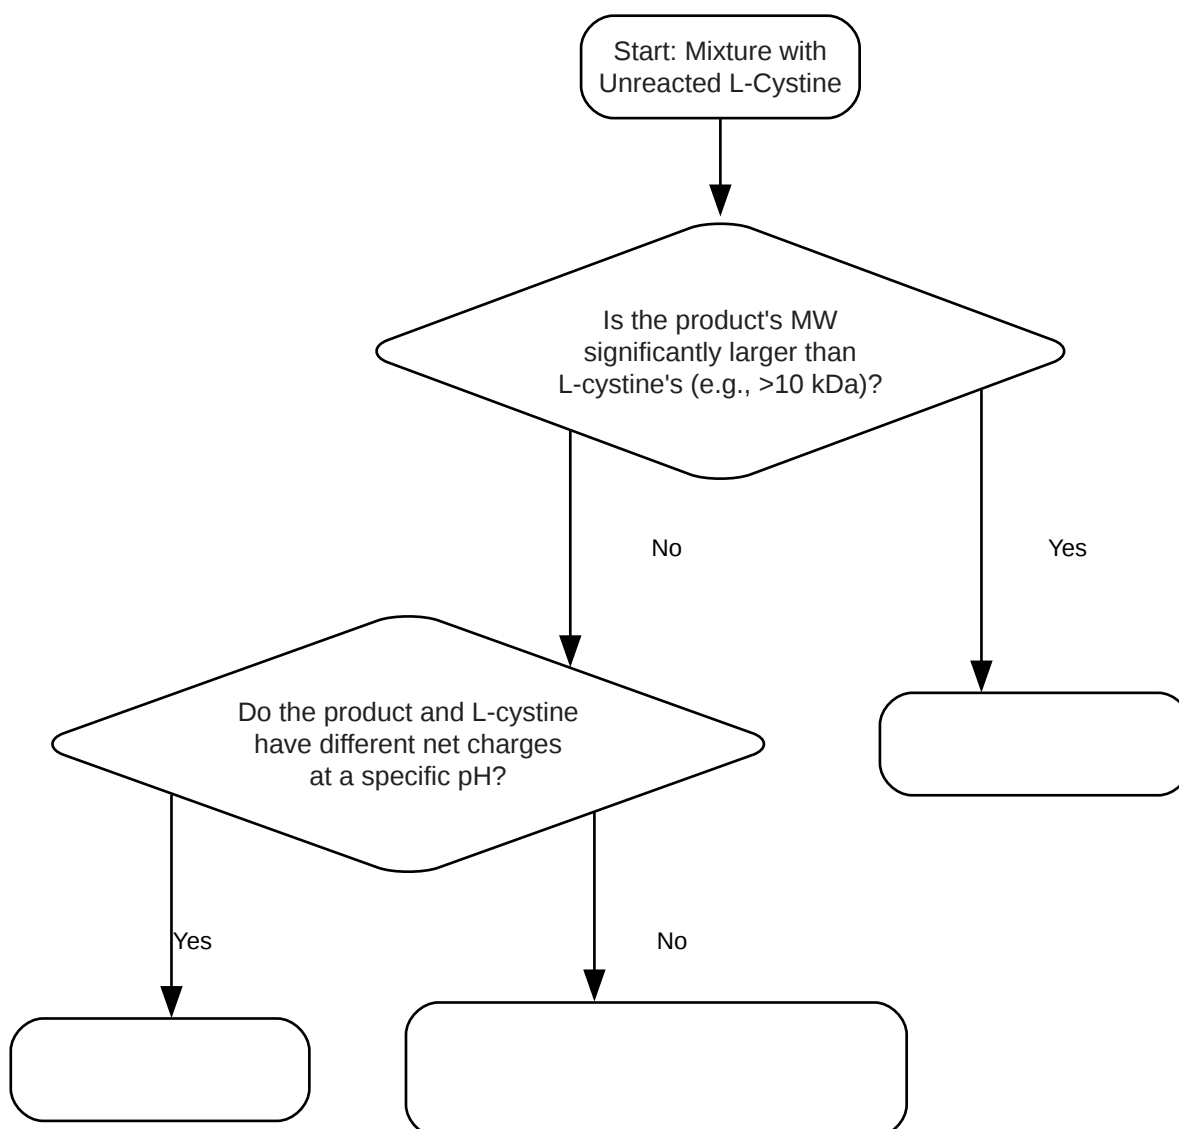 Start: Mixture with
Unreacted L-Cystine
Is the product's MW
significantly larger than
L-cystine's (e.g., >10 kDa)?
No
Yes
Do the product and L-cystine
have different net charges
at a specific pH?
Yes
No